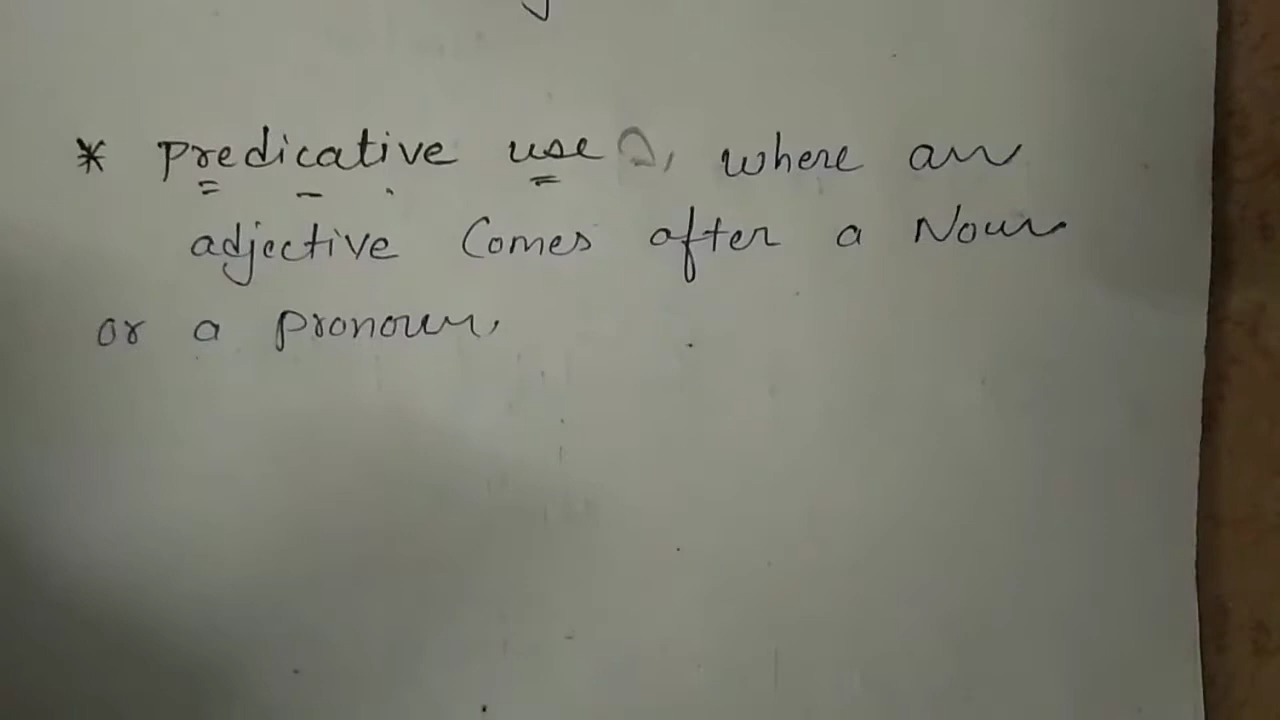 * Predicative use, where an
adjective Comes after a Noun
or a pronoun.